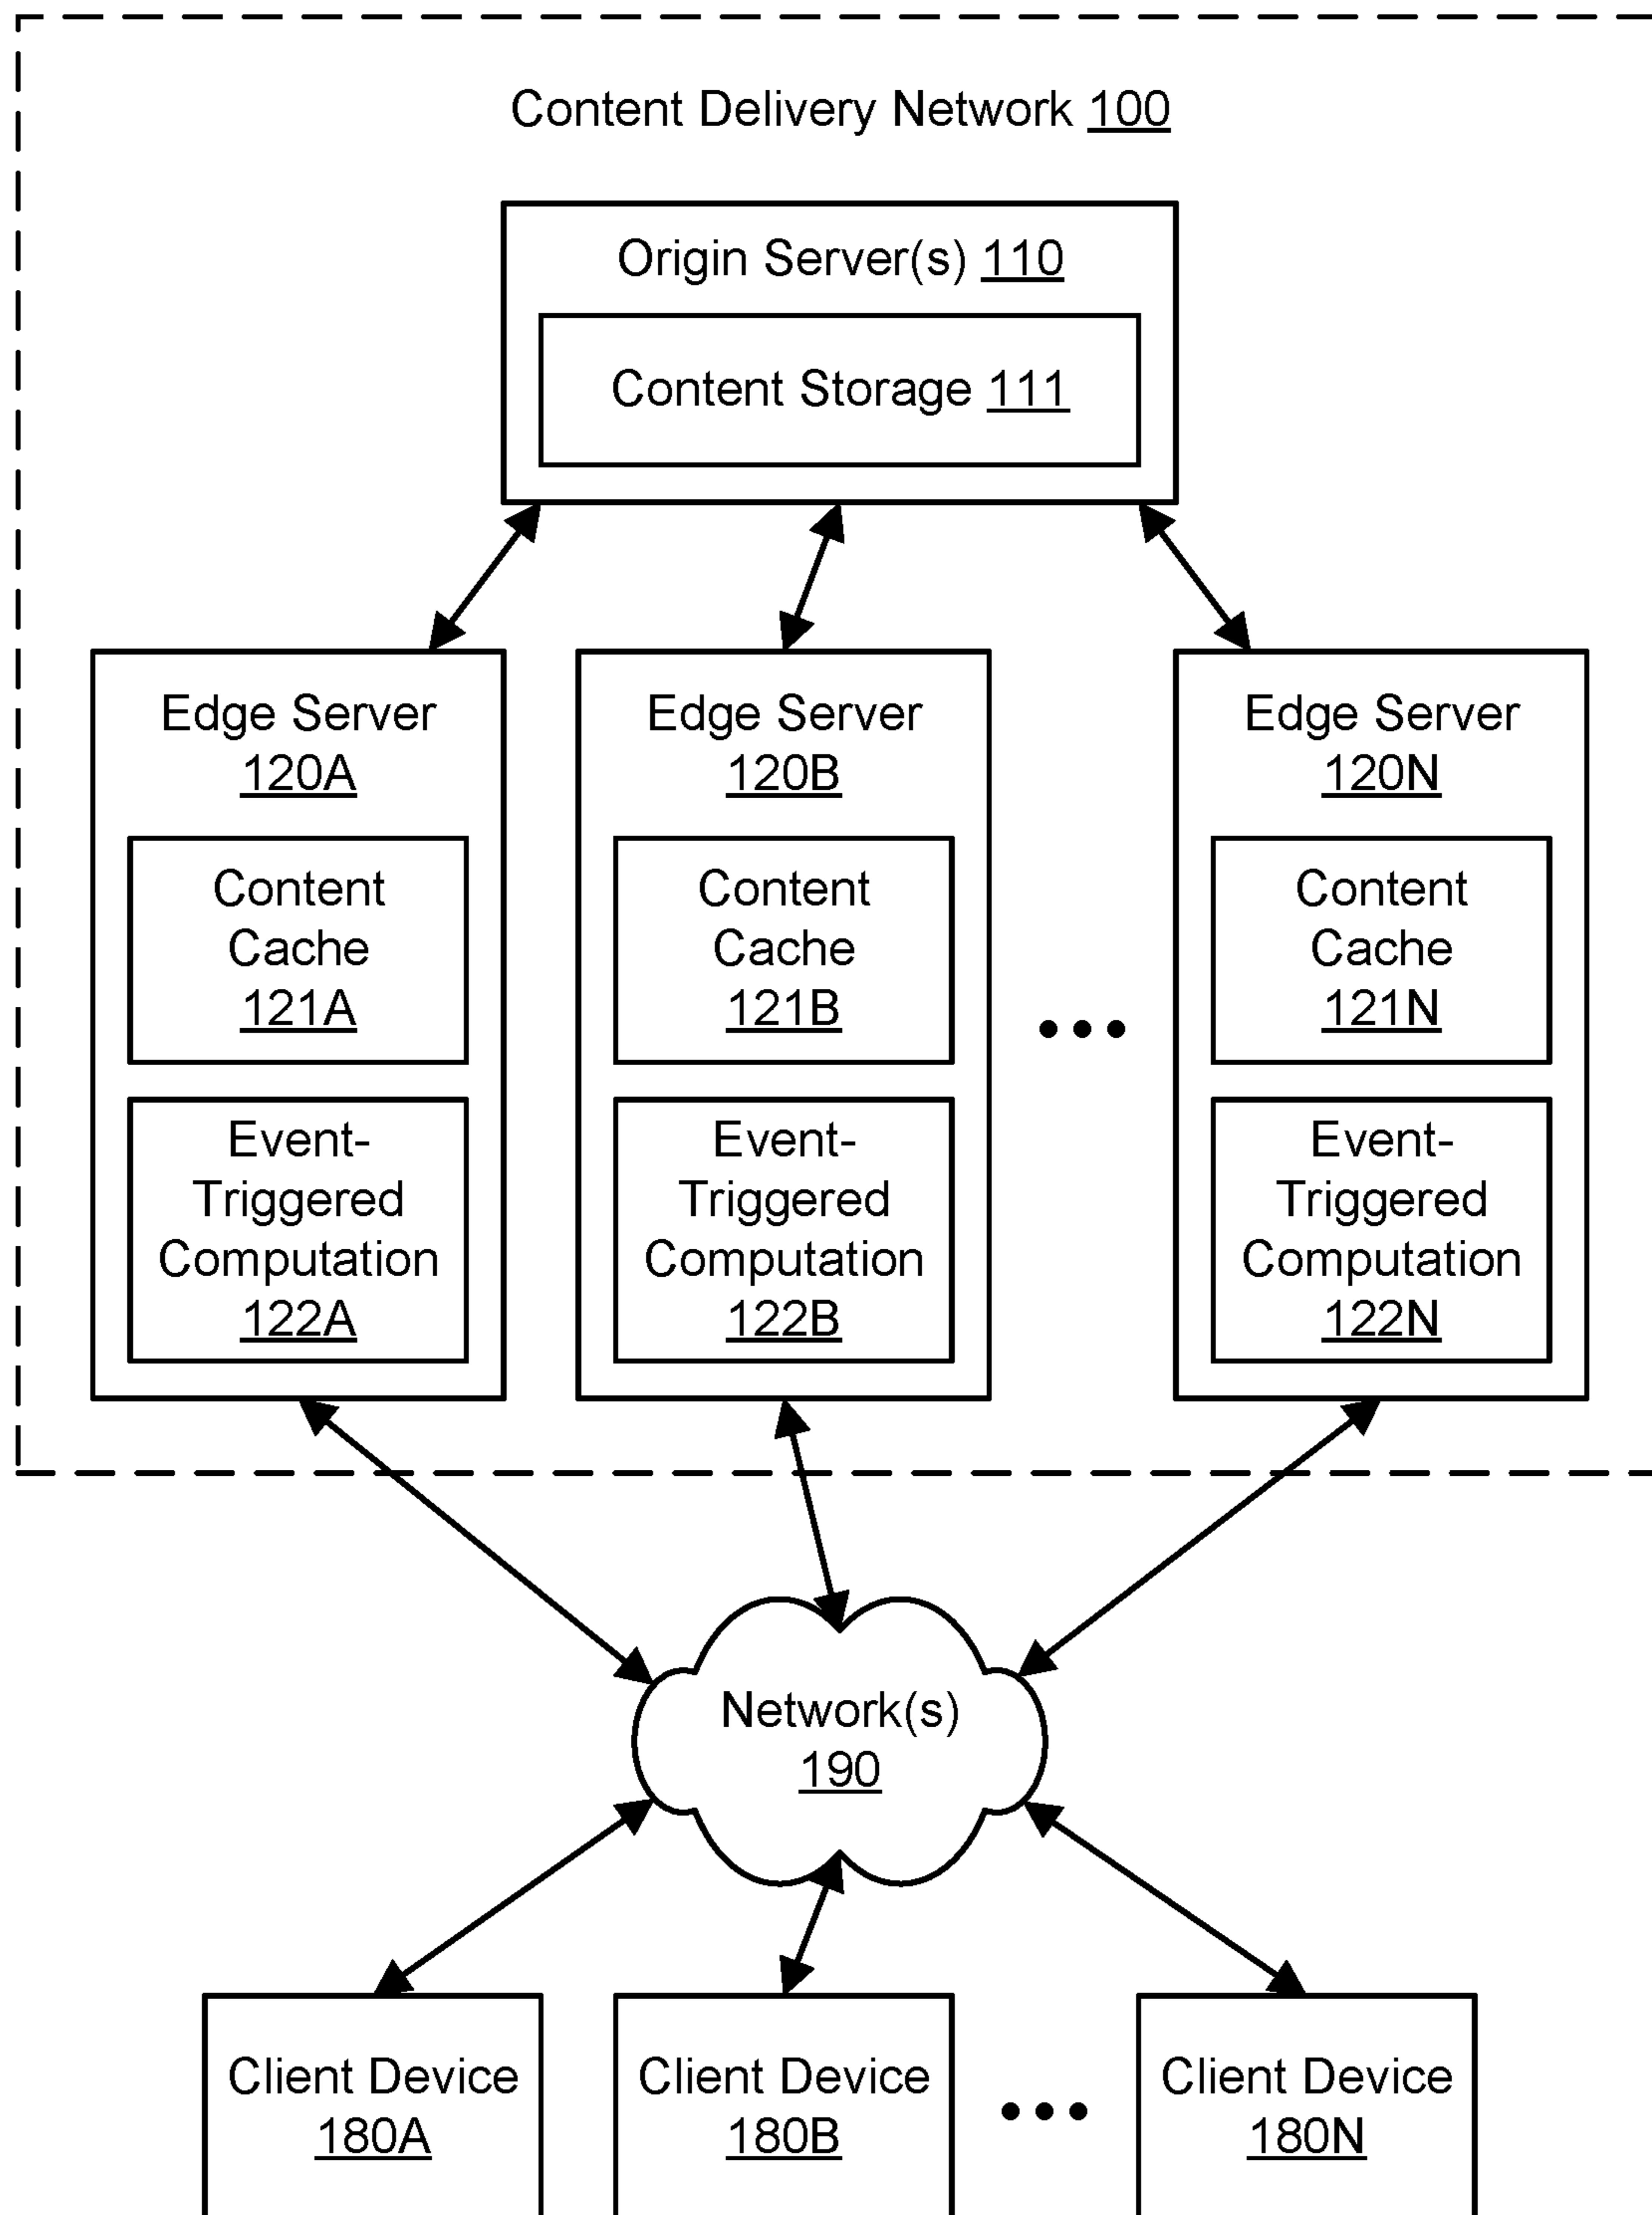 Content Delivery Network 100
Origin Server(s) 110
Content Storage 111
Edge Server
120A
Content
Cache
121A
Event-
Triggered
Computation
122A
Edge Server
120B
Content
Cache
121B
Event-
Triggered
Computation
122B
Edge Server
120N
Content
Cache
121N
Event-
Triggered
Computation
122N
Network(s)
190
Client Device
180A
Client Device
180B
Client Device
180N